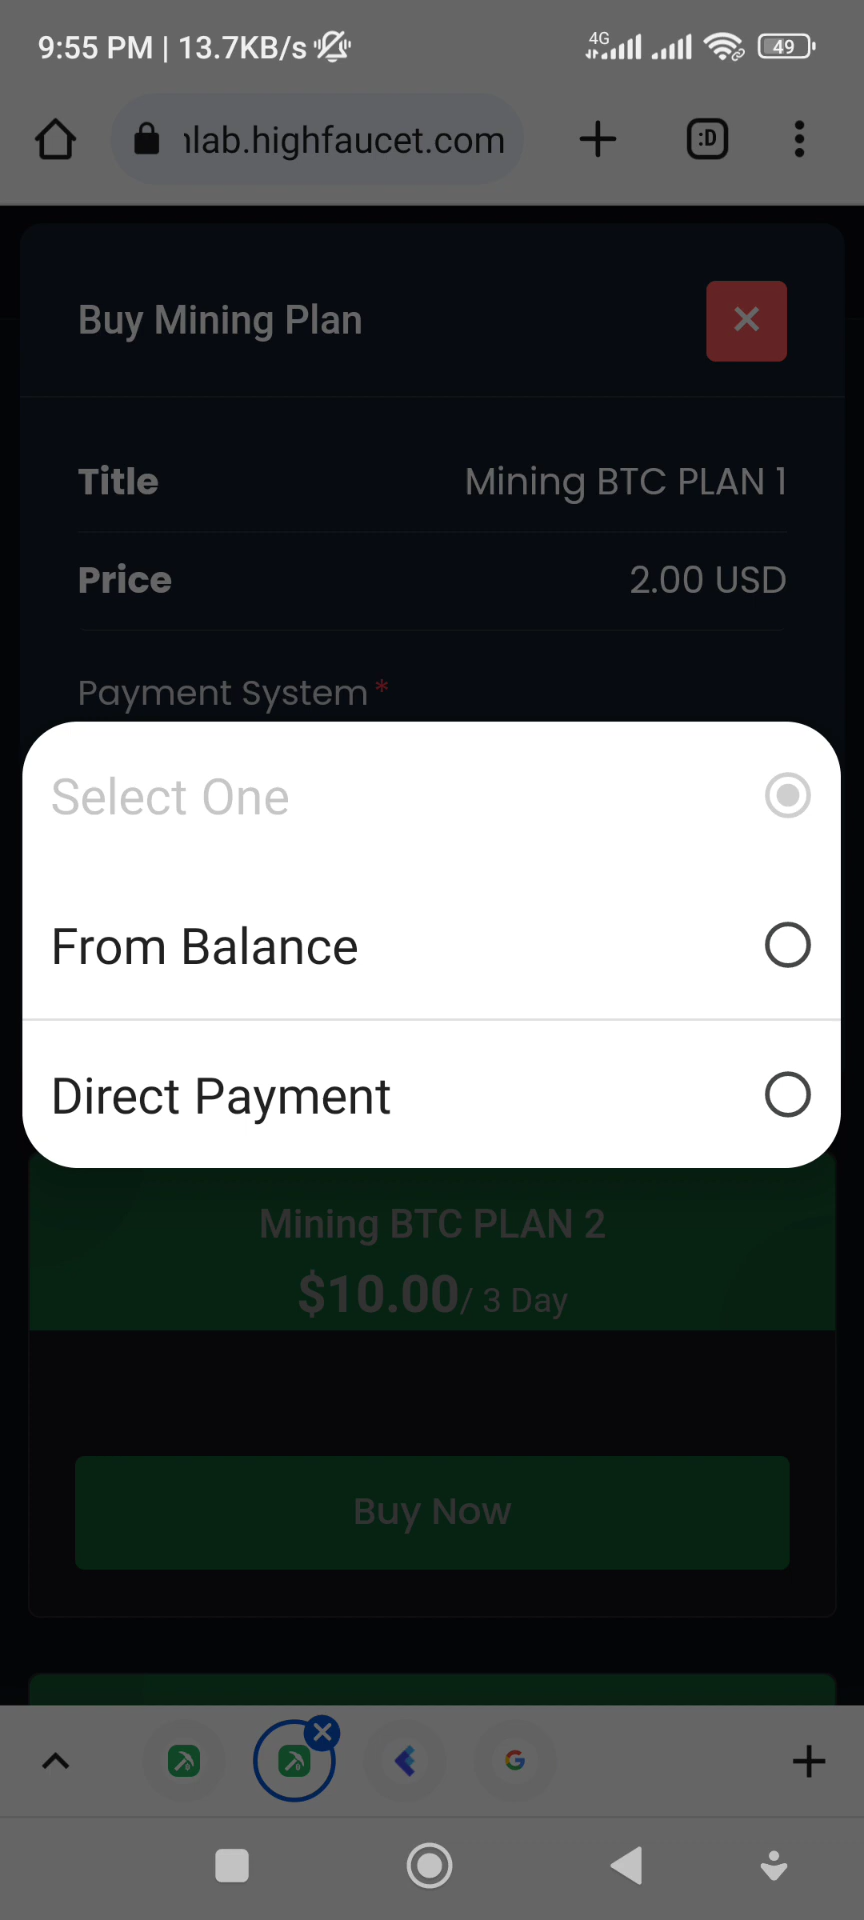 9:55 PM | 13.7KB/s
4G
49
nlab.highfaucet.com
:D
Buy Mining Plan
Title Mining BTC PLAN 1
Price 2.00 USD
Payment System *
Select One
From Balance
Direct Payment
Mining BTC PLAN 2
$10.00/ 3 Day
Buy Now